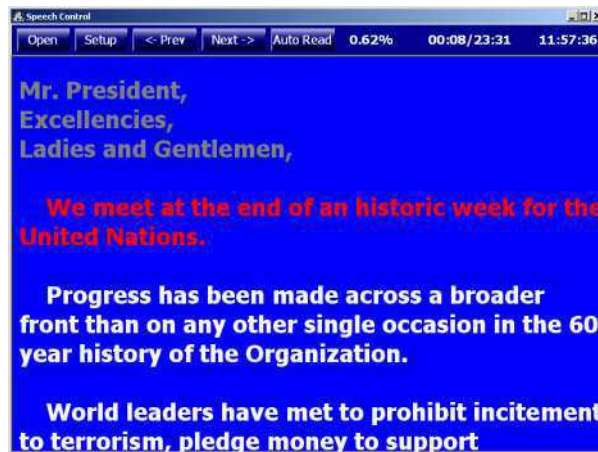 Speech Control
Open Setup <- Prev Next -> Auto Read 0.62% 00:08/23:31 11:57:36
Mr. President,
Excellencies,
Ladies and Gentlemen,
We meet at the end of an historic week for the
United Nations.
Progress has been made across a broader
front than on any other single occasion in the 60
year history of the Organization.
World leaders have met to prohibit incitement
to terrorism, pledge money to support